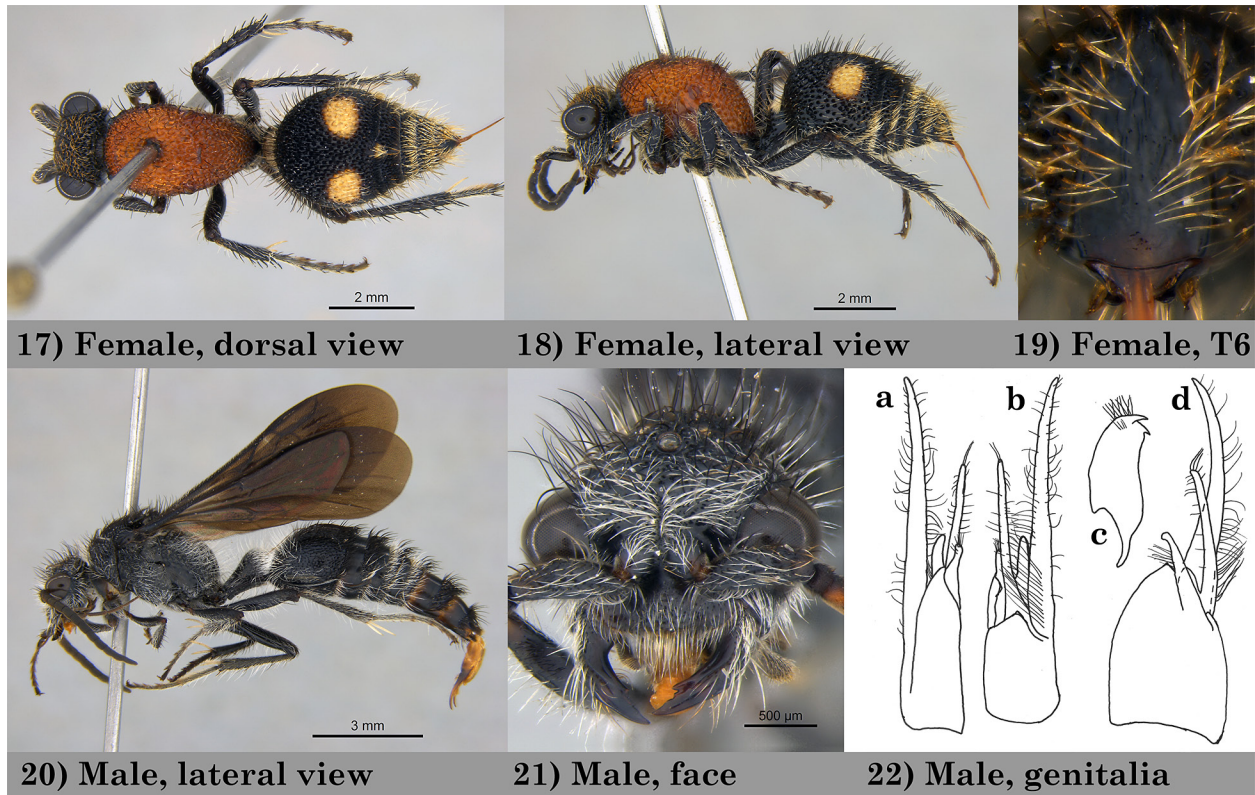 2 mm
2 mm
17) Female, dorsal view
18) Female, lateral view
19) Female, T6
a
b
c
d
3 mm
500 µm
20) Male, lateral view
21) Male, face
22) Male, genitalia